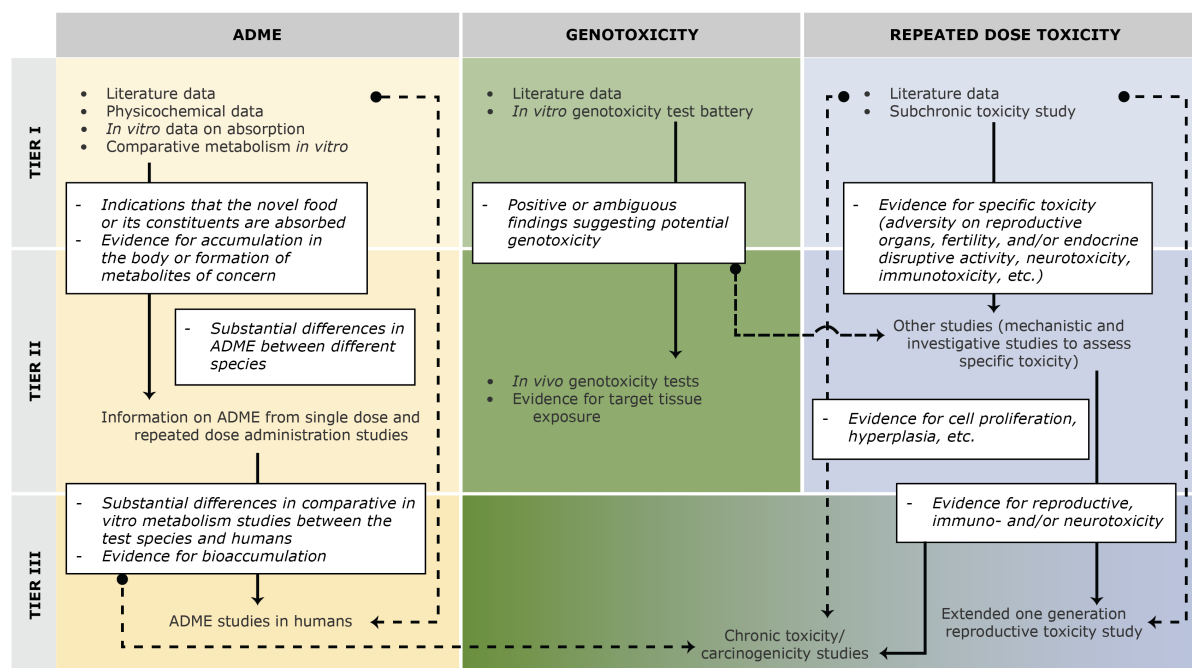 ADME
GENOTOXICITY
REPEATED DOSE TOXICITY
TIER I
• Literature data
• Physicochemical data
• In vitro data on absorption
• Comparative metabolism in vitro
• Literature data
• In vitro genotoxicity test battery
• Literature data
• Subchronic toxicity study
- Indications that the novel food
or its constituents are absorbed
- Evidence for accumulation in
the body or formation of
metabolites of concern
- Positive or ambiguous
findings suggesting potential
genotoxicity
- Evidence for specific toxicity
(adversity on reproductive
organs, fertility, and/or endocrine
disruptive activity, neurotoxicity,
immunotoxicity, etc.)
TIER II
- Substantial differences in
ADME between different
species
Information on ADME from single dose and
repeated dose administration studies
• In vivo genotoxicity tests
• Evidence for target tissue
exposure
Other studies (mechanistic and
investigative studies to assess
specific toxicity)
- Evidence for cell proliferation,
hyperplasia, etc.
TIER III
- Substantial differences in comparative in
vitro metabolism studies between the
test species and humans
- Evidence for bioaccumulation
- Evidence for reproductive,
immuno- and/or neurotoxicity
ADME studies in humans
Chronic toxicity/
carcinogenicity studies
Extended one generation
reproductive toxicity study